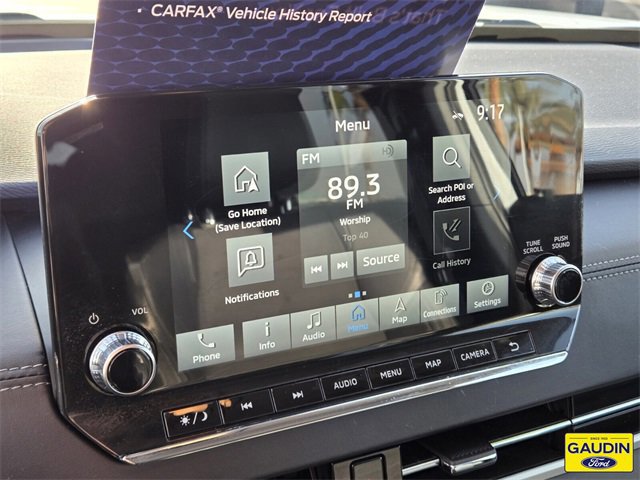 • CARFAX® Vehicle History Report
9:17
Menu
FM
89.3
FM
Worship
Top 40
Source
Go Home
(Save Location)
Notifications
Search POI or
Address
Call History
Phone
Info
Audio
Menu
Map
Connections
Settings
VOL
TUNE
SCROLL
PUSH
SOUND
AUDIO
MENU
MAP
CAMERA
SINCE 1922
GAUDIN
Ford